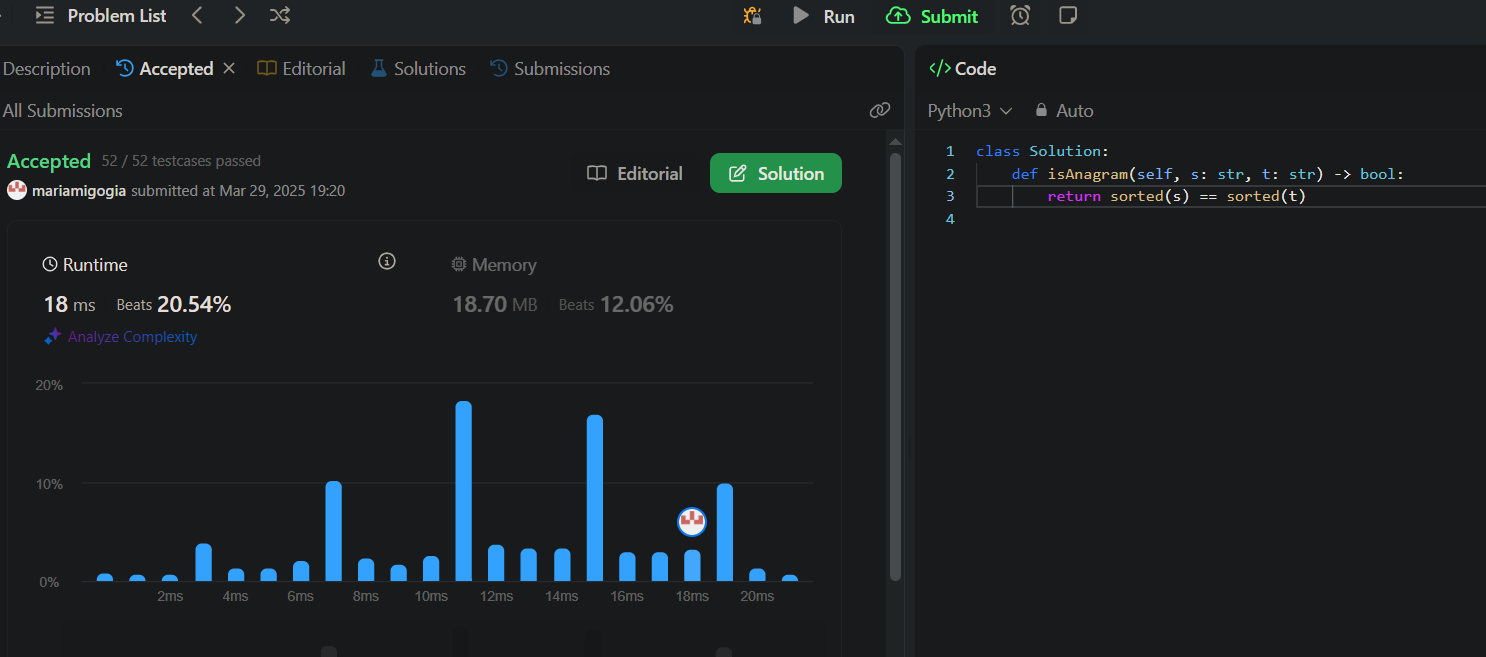 Problem List
Run
Submit
Description
Accepted
Editorial
Solutions
Submissions
All Submissions
Accepted 52 / 52 testcases passed
mariamigogia submitted at Mar 29, 2025 19:20
Editorial
Solution
Runtime
18 ms Beats 20.54%
Analyze Complexity
Memory
18.70 MB Beats 12.06%
20%
10%
0%
2ms 4ms 6ms 8ms 10ms 12ms 14ms 16ms 18ms 20ms
</> Code
Python3 Auto
1 class Solution:
2     def isAnagram(self, s: str, t: str) -> bool:
3         return sorted(s) == sorted(t)
4